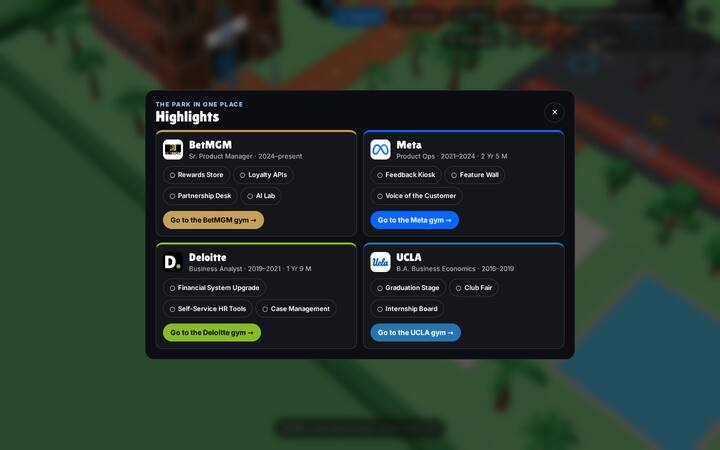 THE PARK IN ONE PLACE
Highlights
BetMGM
Sr. Product Manager · 2024–present
Rewards Store
Loyalty APIs
Partnership Desk
AI Lab
Go to the BetMGM gym →
Meta
Product Ops · 2021–2024 · 2 Yr 5 M
Feedback Kiosk
Feature Wall
Voice of the Customer
Go to the Meta gym →
D.
Deloitte
Business Analyst · 2019–2021 · 1 Yr 9 M
Financial System Upgrade
Self-Service HR Tools
Case Management
Go to the Deloitte gym →
Ucla
UCLA
B.A. Business Economics · 2016–2019
Graduation Stage
Club Fair
Internship Board
Go to the UCLA gym →